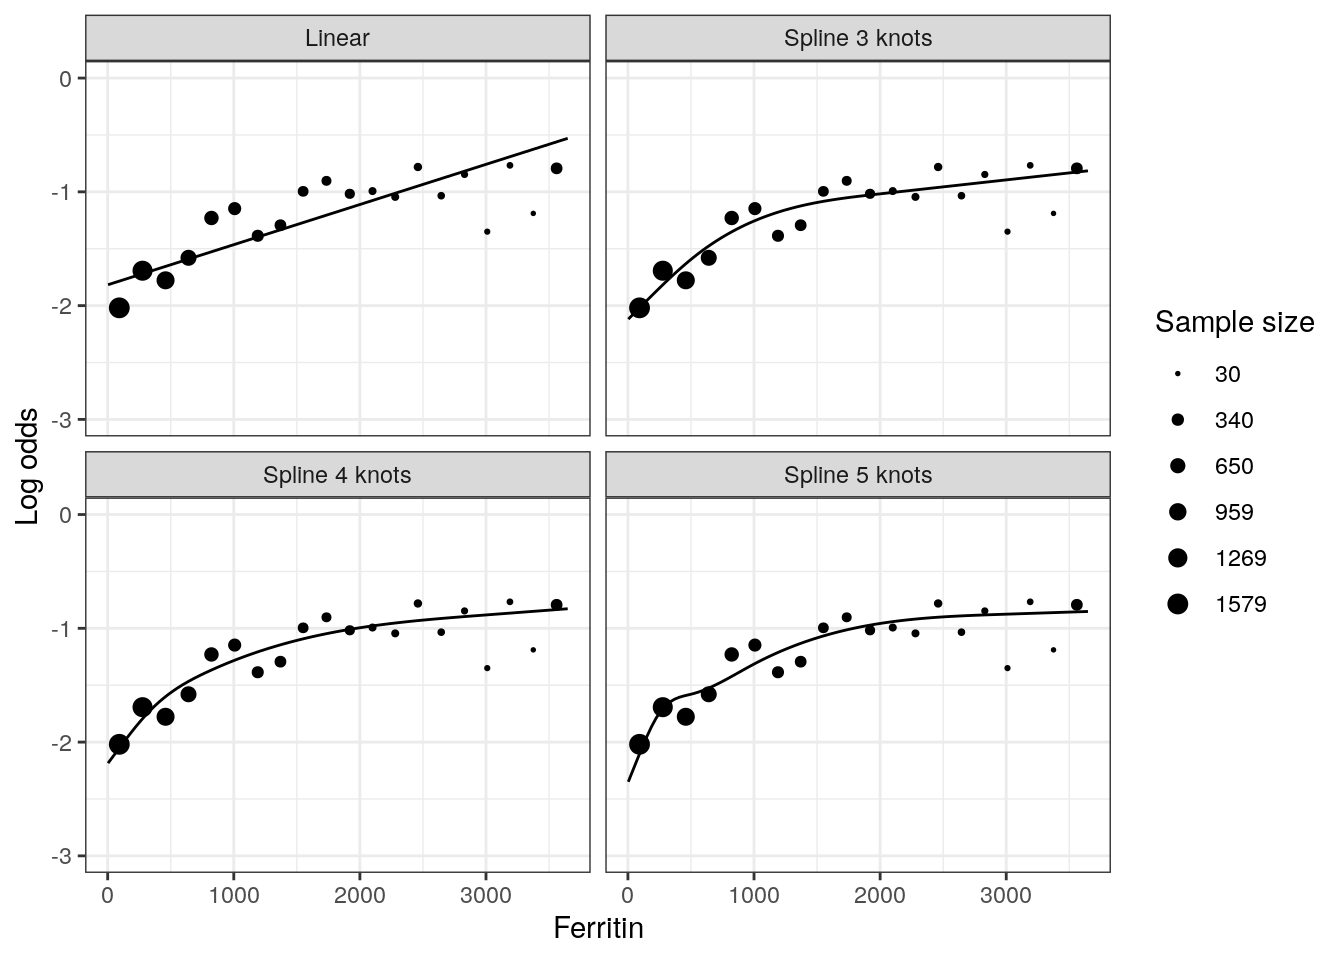 Linear
Spline 3 knots
0
-1
-2
-3
Spline 4 knots
Spline 5 knots
0
-1
-2
-3
0 1000 2000 3000
0 1000 2000 3000
Ferritin
Log odds
Sample size
30
340
650
959
1269
1579